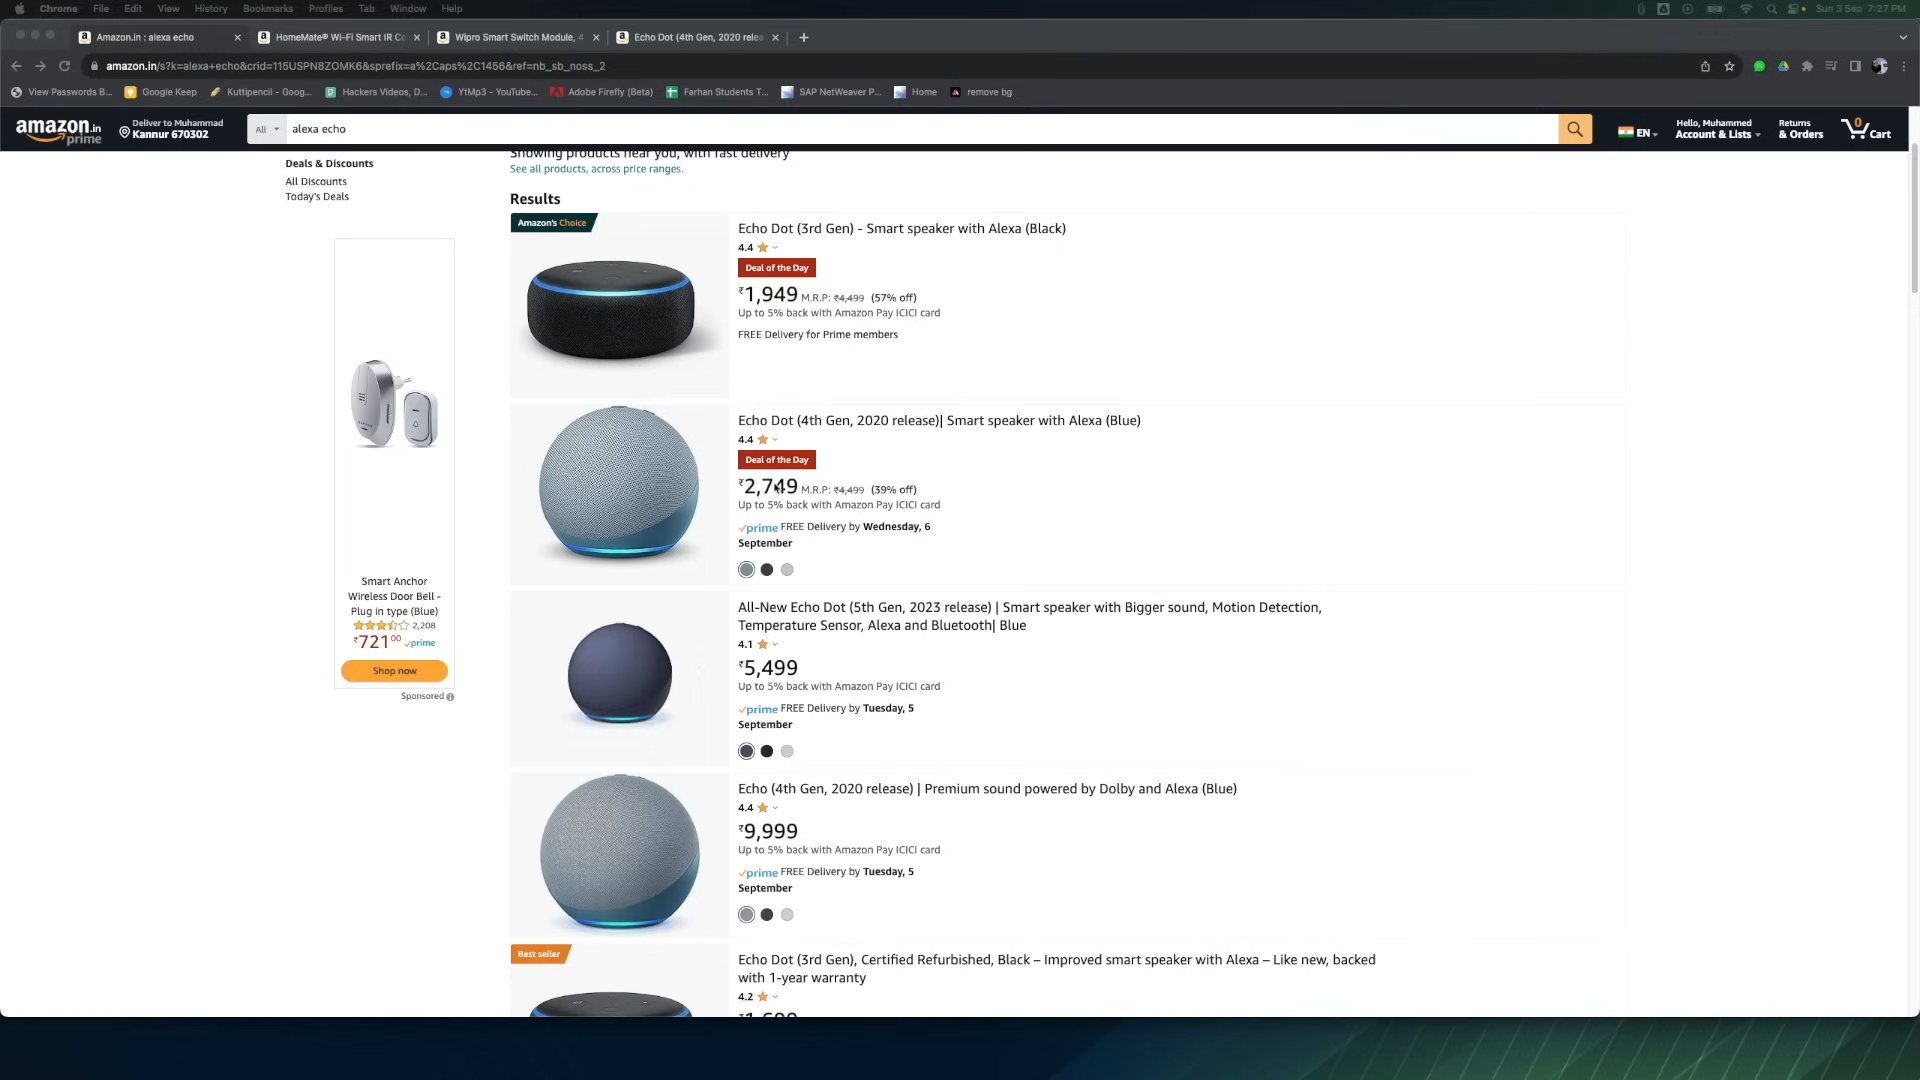 Chrome File Edit View History Bookmarks Profiles Tab Window Help
Sun 3 Sep 7:27 PM
Amazon.in : alexa echo
HomeMate® Wi-Fi Smart IR Co
Wipro Smart Switch Module, 4
Echo Dot (4th Gen, 2020 relea
amazon.in/s?k=alexa+echo&crid=115USPN8ZOMK6&sprefix=a%2Caps%2C1456&ref=nb_sb_noss_2
View Passwords B...
Google Keep
Kuttipencil - Goog...
Hackers Videos, D...
YtMp3 - YouTube...
Adobe Firefly (Beta)
Farhan Students T...
SAP NetWeaver P...
Home
remove bg
amazon.in
prime
Deliver to Muhammad
Kannur 670302
All
alexa echo
EN
Hello, Muhammed
Account & Lists
Returns
& Orders
0
Cart
Deals & Discounts
All Discounts
Today's Deals
Smart Anchor
Wireless Door Bell -
Plug in type (Blue)
2,208
₹721⁰⁰ prime
Shop now
Sponsored
Showing products near you, with fast delivery
See all products, across price ranges.
Results
Amazon's Choice
Echo Dot (3rd Gen) - Smart speaker with Alexa (Black)
4.4
Deal of the Day
₹1,949 M.R.P: ₹4,499 (57% off)
Up to 5% back with Amazon Pay ICICI card
FREE Delivery for Prime members
Echo Dot (4th Gen, 2020 release)| Smart speaker with Alexa (Blue)
4.4
Deal of the Day
₹2,749 M.R.P: ₹4,499 (39% off)
Up to 5% back with Amazon Pay ICICI card
prime FREE Delivery by Wednesday, 6
September
All-New Echo Dot (5th Gen, 2023 release) | Smart speaker with Bigger sound, Motion Detection,
Temperature Sensor, Alexa and Bluetooth| Blue
4.1
₹5,499
Up to 5% back with Amazon Pay ICICI card
prime FREE Delivery by Tuesday, 5
September
Echo (4th Gen, 2020 release) | Premium sound powered by Dolby and Alexa (Blue)
4.4
₹9,999
Up to 5% back with Amazon Pay ICICI card
prime FREE Delivery by Tuesday, 5
September
Best seller
Echo Dot (3rd Gen), Certified Refurbished, Black – Improved smart speaker with Alexa – Like new, backed
with 1-year warranty
4.2